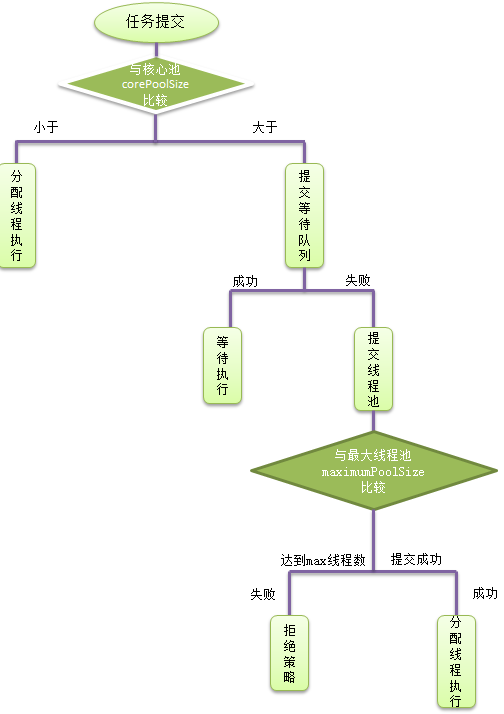 任务提交
与核心池
corePoolSize
比较
小于
大于
分配线程执行
提交等待队列
成功
失败
等待执行
提交线程池
与最大线程池
maximumPoolSize
比较
达到max线程数
提交成功
失败
成功
拒绝策略
分配线程执行